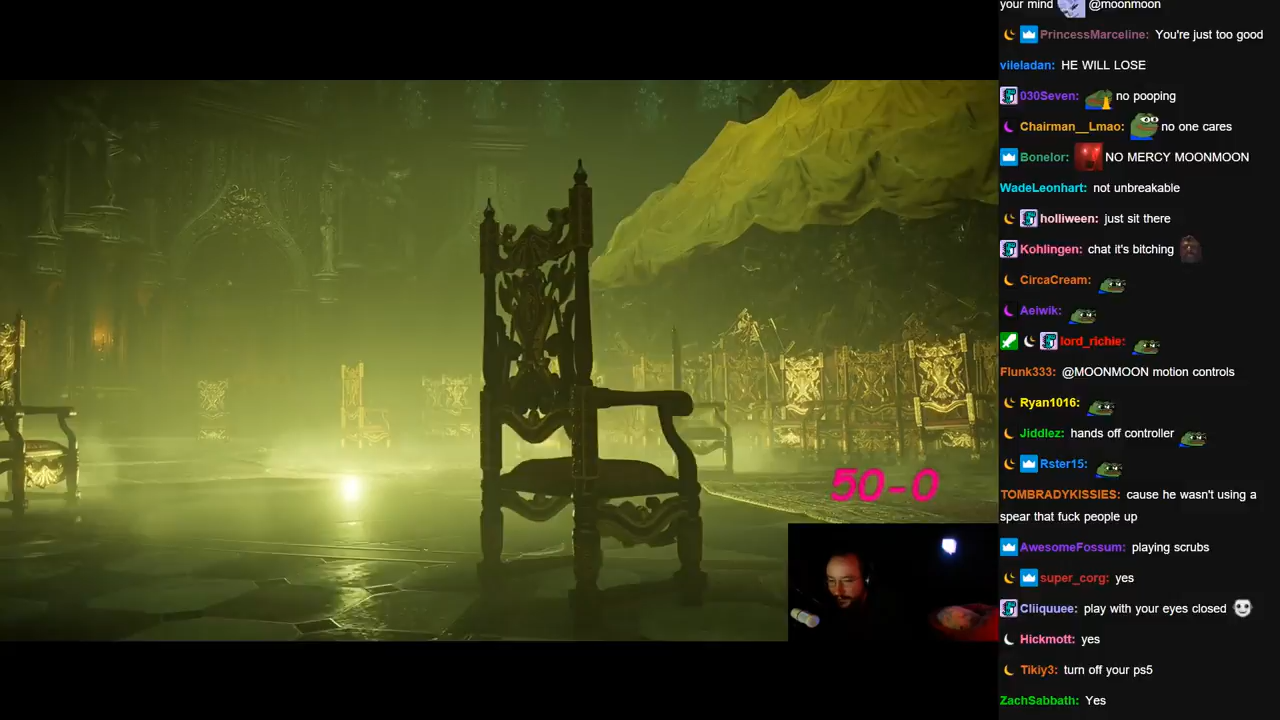 your mind @moonmoon
PrincessMarceline: You're just too good
vileladan: HE WILL LOSE
030Seven: no pooping
Chairman__Lmao: no one cares
Bonelor: NO MERCY MOONMOON
WadeLeonhart: not unbreakable
holliween: just sit there
Kohlingen: chat it's bitching
CircaCream:
Aeiwik:
lord_richie:
Flunk333: @MOONMOON motion controls
Ryan1016:
Jiddlez: hands off controller
Rster15:
50-0
TOMBRADYKISSIES: cause he wasn't using a
spear that fuck people up
AwesomeFossum: playing scrubs
super_corg: yes
Cliiquuee: play with your eyes closed
Hickmott: yes
Tikiy3: turn off your ps5
ZachSabbath: Yes